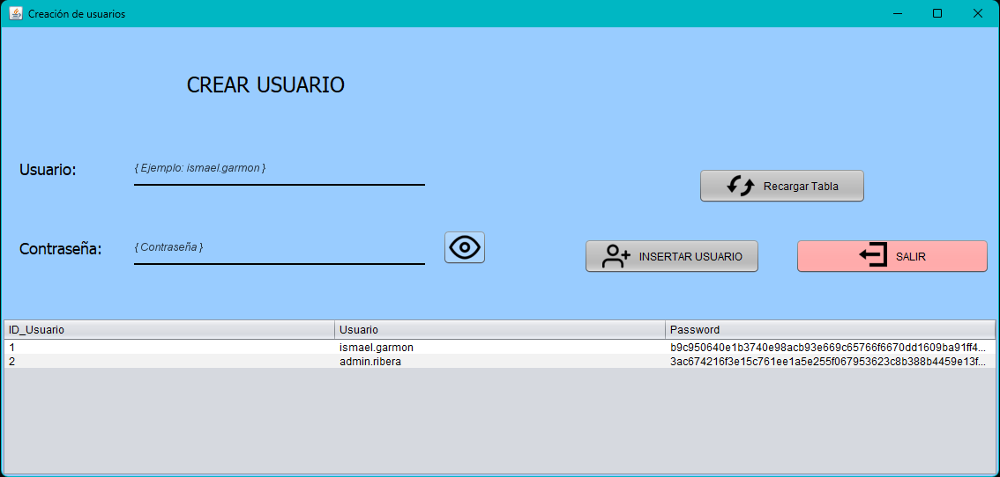 Creación de usuarios
CREAR USUARIO
Usuario:
{ Ejemplo: ismael.garmon }
Recargar Tabla
Contraseña:
{ Contraseña }
INSERTAR USUARIO
SALIR
ID_Usuario Usuario Password
1 ismael.garmon b9c950640e1b3740e98acb93e669c65766f6670dd1609ba91ff4...
2 admin.ribera 3ac674216f3e15c761ee1a5e255f067953623c8b388b4459e13f...